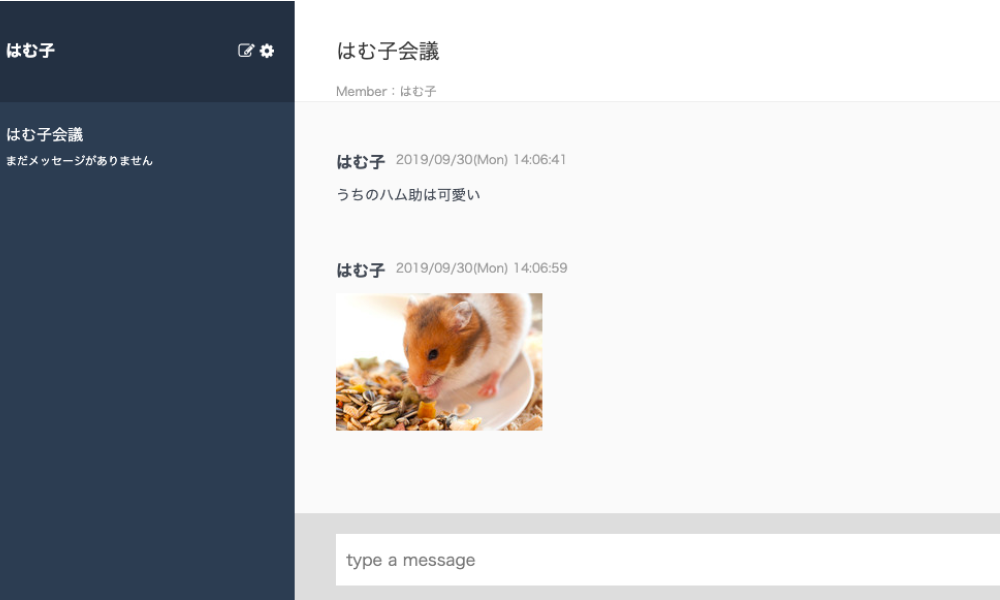 はむ子
はむ子会議
まだメッセージがありません
はむ子会議
Member：はむ子
はむ子 2019/09/30(Mon) 14:06:41
うちのハム助は可愛い
はむ子 2019/09/30(Mon) 14:06:59
type a message